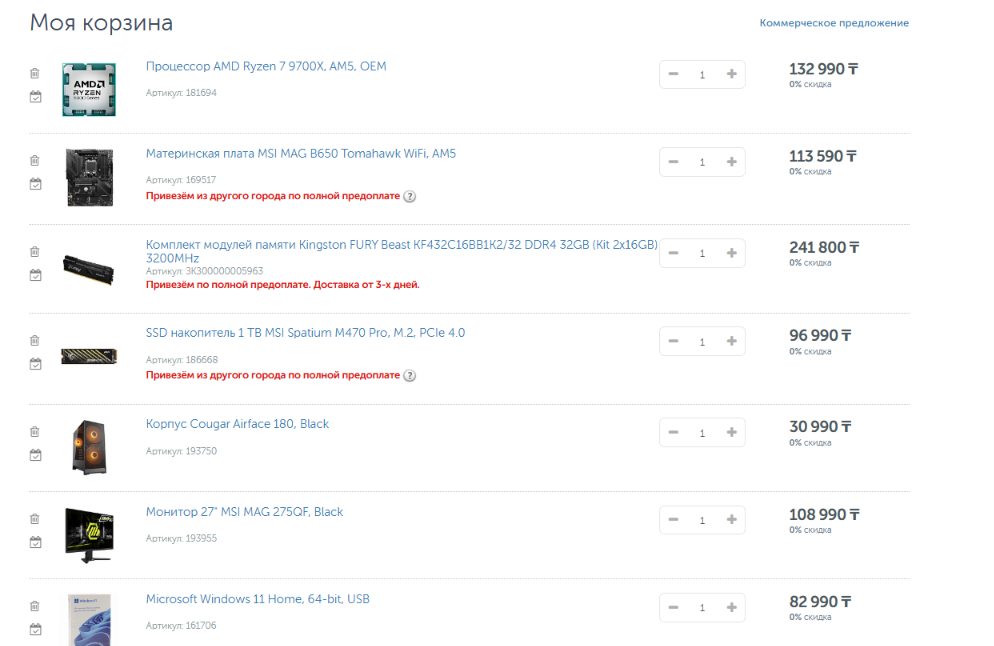 Моя корзина
Коммерческое предложение
Процессор AMD Ryzen 7 9700X, AM5, OEM
Артикул: 181694
1
132 990 ₸
0% скидка
Материнская плата MSI MAG B650 Tomahawk WiFi, AM5
Артикул: 169517
Привезём из другого города по полной предоплате ?
1
113 590 ₸
0% скидка
Комплект модулей памяти Kingston FURY Beast KF432C16BB1K2/32 DDR4 32GB (Kit 2x16GB)
3200MHz
Артикул: ЗК300000005963
Привезём по полной предоплате. Доставка от 3-х дней.
1
241 800 ₸
0% скидка
SSD накопитель 1 TB MSI Spatium M470 Pro, M.2, PCIe 4.0
Артикул: 186668
Привезём из другого города по полной предоплате ?
1
96 990 ₸
0% скидка
Корпус Cougar Airface 180, Black
Артикул: 193750
1
30 990 ₸
0% скидка
Монитор 27" MSI MAG 275QF, Black
Артикул: 193955
1
108 990 ₸
0% скидка
Microsoft Windows 11 Home, 64-bit, USB
Артикул: 161706
1
82 990 ₸
0% скидка
AMD
RYZEN